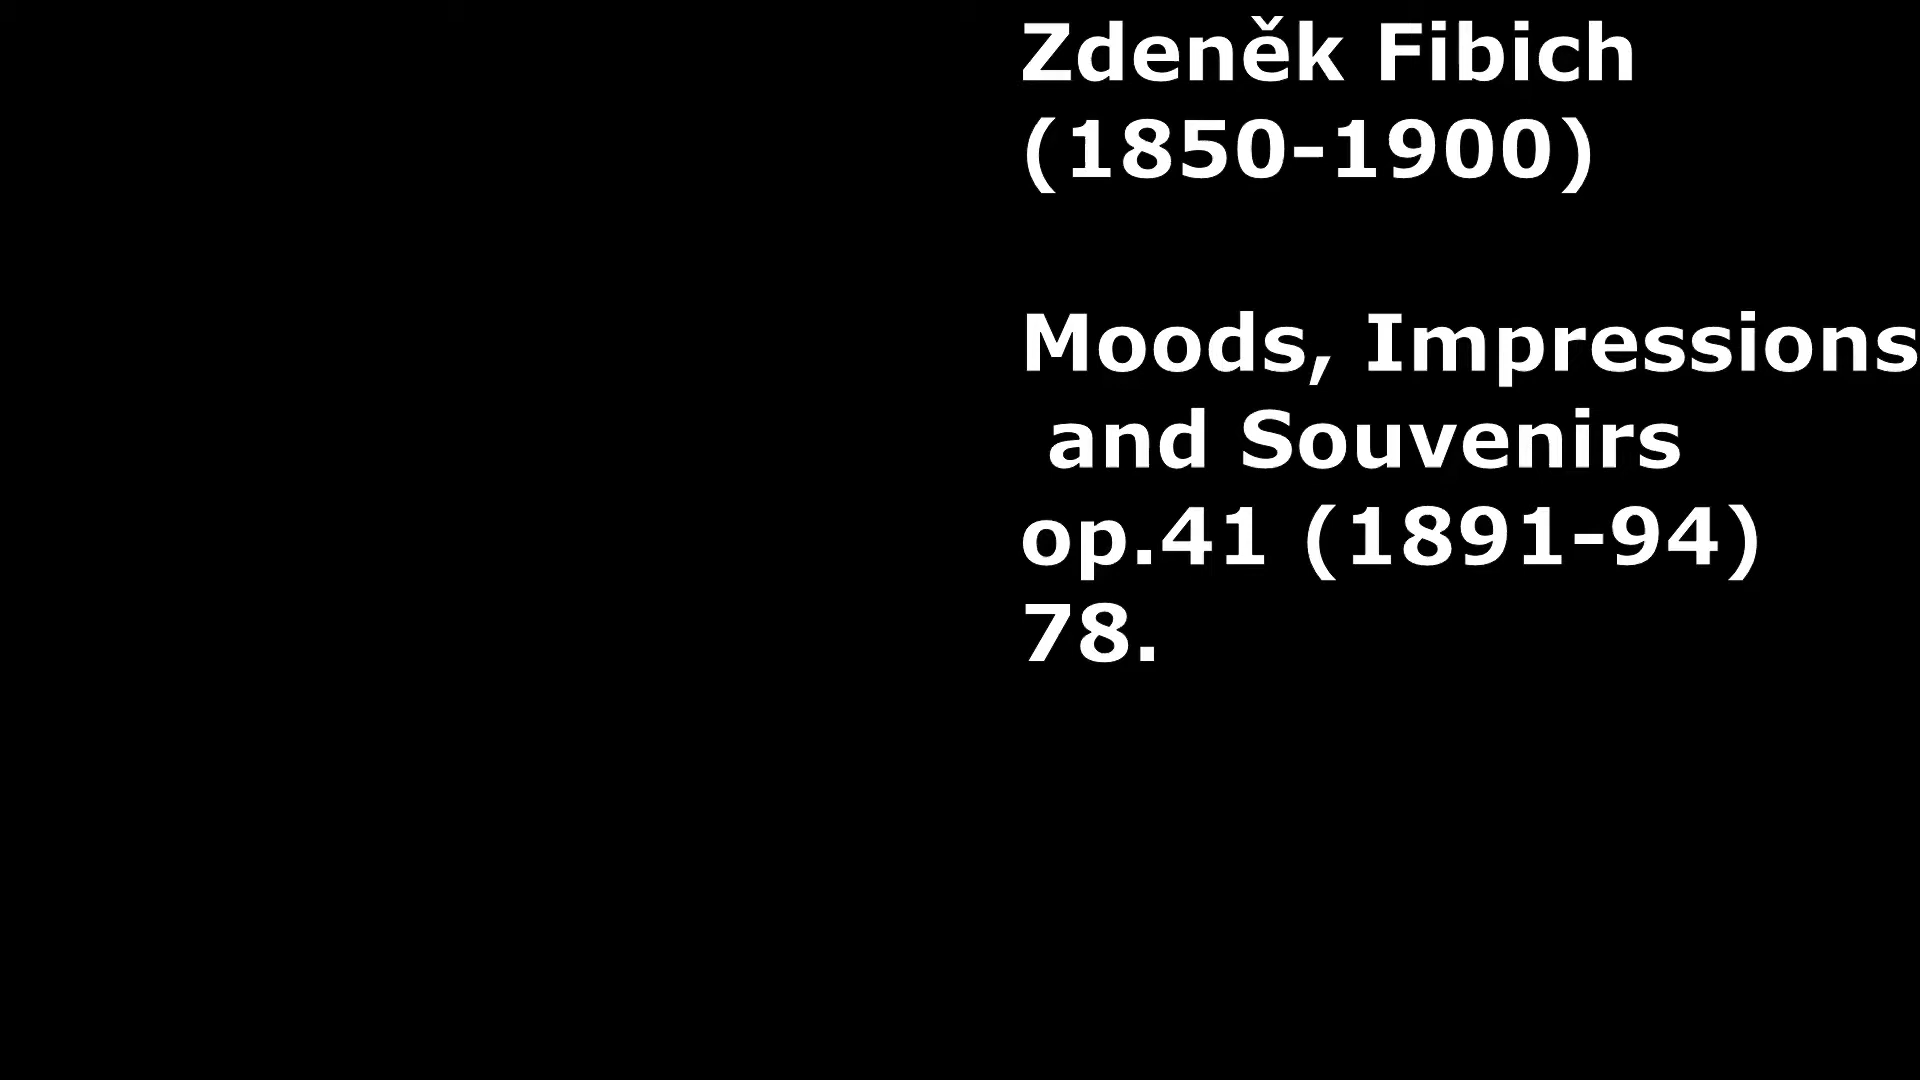 Zdeněk Fibich
(1850-1900)
Moods, Impressions
and Souvenirs
op.41 (1891-94)
78.